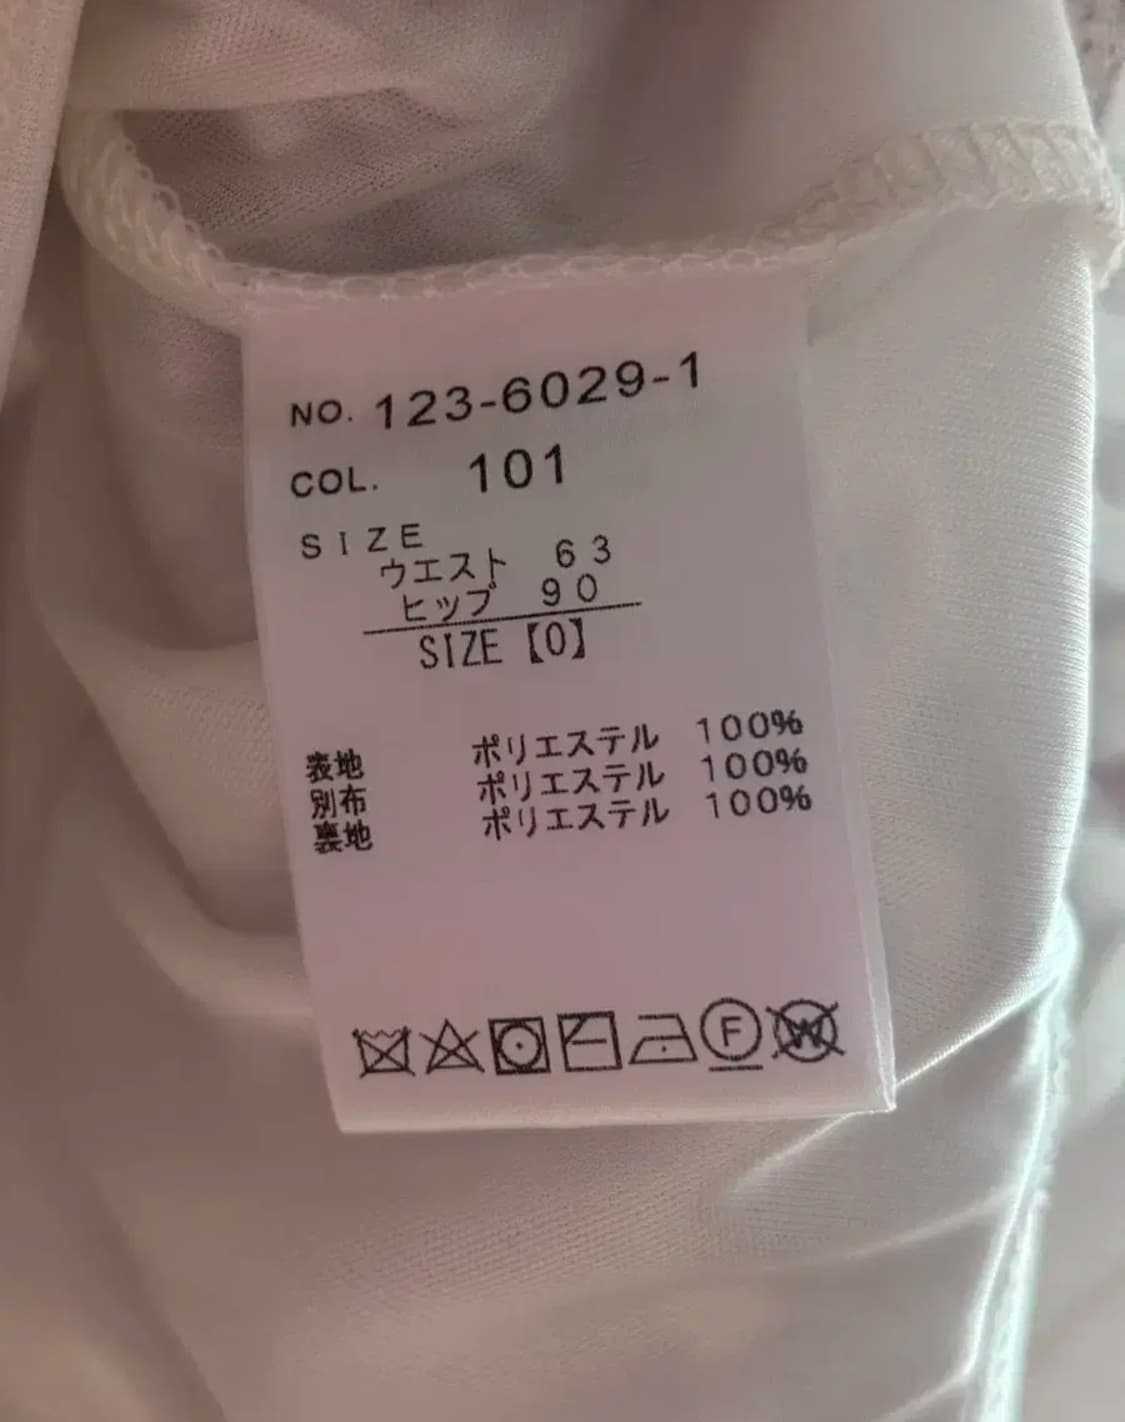 NO. 123-6029-1
COL. 101
SIZE
ウエスト 63
ヒップ 90
SIZE【0】
表地 ポリエステル 100%
別布 ポリエステル 100%
裏地 ポリエステル 100%
F W